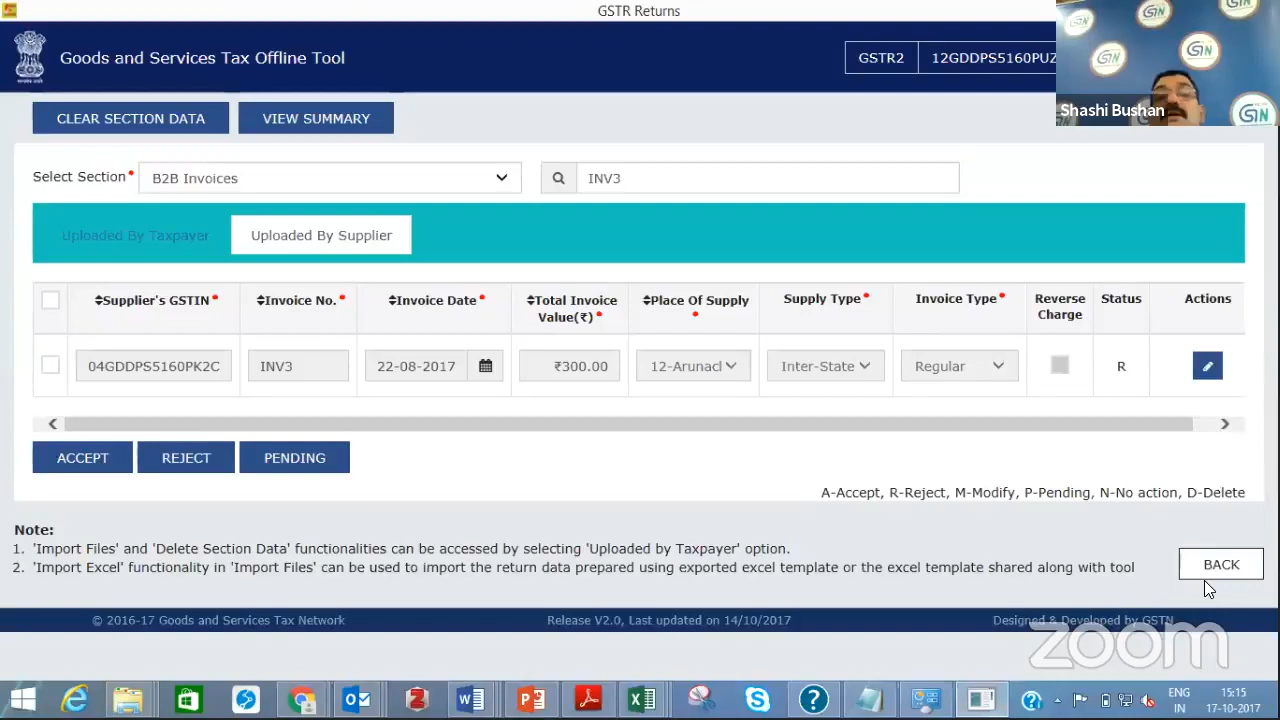 GSTR Returns
Goods and Services Tax Offline Tool
GSTR2
12GDDPS5160PUZ
Shashi Bushan
CLEAR SECTION DATA
VIEW SUMMARY
Select Section•
B2B Invoices
INV3
Uploaded By Taxpayer
Uploaded By Supplier
Supplier's GSTIN•
Invoice No.•
Invoice Date•
Total Invoice
Value(₹)•
Place Of Supply
•
Supply Type•
Invoice Type•
Reverse
Charge
Status
Actions
04GDDPS5160PK2C
INV3
22-08-2017
₹300.00
12-Arunacl
Inter-State
Regular
R
ACCEPT
REJECT
PENDING
A-Accept, R-Reject, M-Modify, P-Pending, N-No action, D-Delete
Note:
1. 'Import Files' and 'Delete Section Data' functionalities can be accessed by selecting 'Uploaded by Taxpayer' option.
2. 'Import Excel' functionality in 'Import Files' can be used to import the return data prepared using exported excel template or the excel template shared along with tool
BACK
© 2016-17 Goods and Services Tax Network
Release V2.0, Last updated on 14/10/2017
Designed & Developed by GSTN
zoom
ENG
IN
15:15
17-10-2017